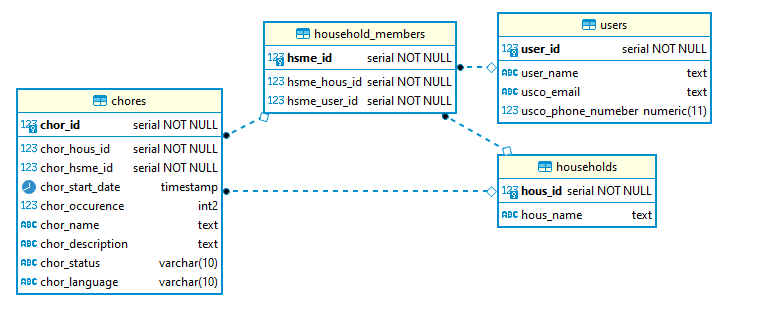 household_members
123 hsme_id serial NOT NULL
123 hsme_hous_id serial NOT NULL
123 hsme_user_id serial NOT NULL
users
123 user_id serial NOT NULL
ABC user_name text
ABC usco_email text
123 usco_phone_numeber numeric(11)
chores
123 chor_id serial NOT NULL
123 chor_hous_id serial NOT NULL
123 chor_hsme_id serial NOT NULL
chor_start_date timestamp
123 chor_occurence int2
ABC chor_name text
ABC chor_description text
ABC chor_status varchar(10)
ABC chor_language varchar(10)
households
123 hous_id serial NOT NULL
ABC hous_name text